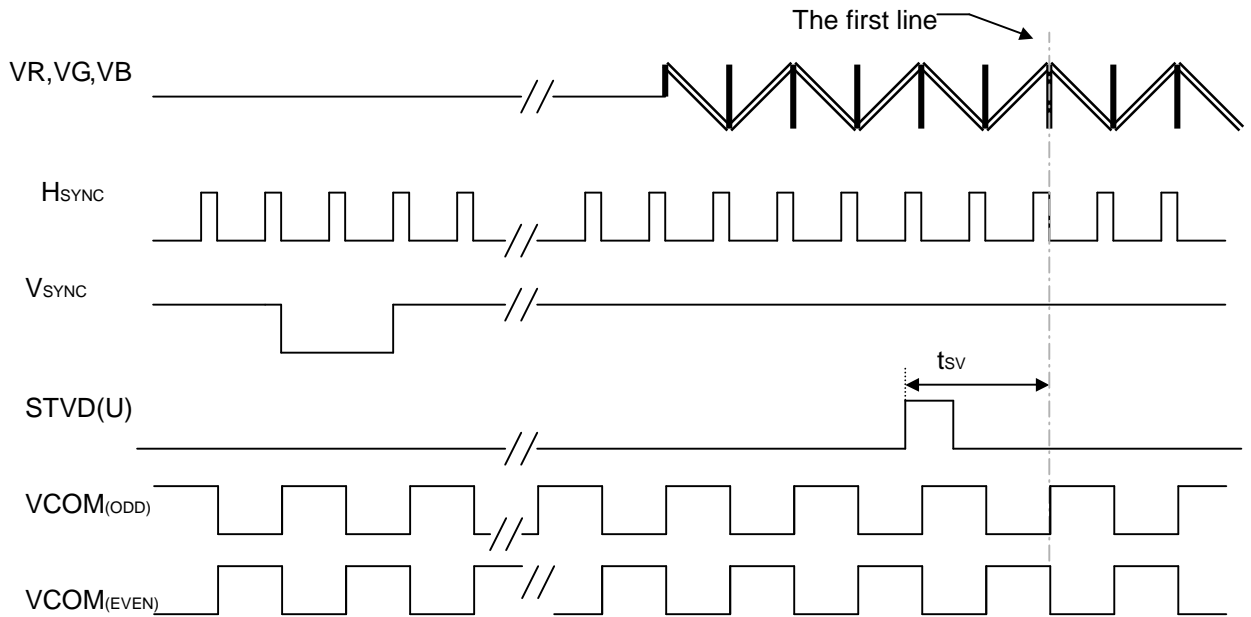 The first line
VR,VG,VB
HSYNC
VSYNC
tSV
STVD(U)
VCOM(ODD)
VCOM(EVEN)